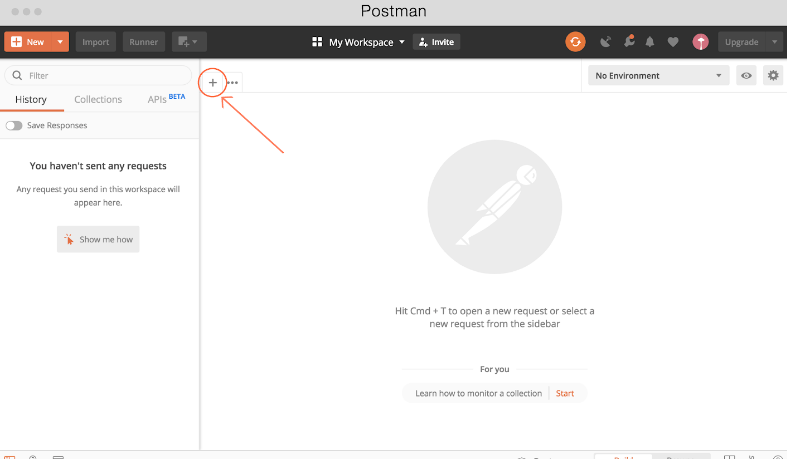 Postman
New
Import
Runner
My Workspace
Invite
Upgrade
Filter
No Environment
History
Collections
APIs BETA
Save Responses
You haven't sent any requests
Any request you send in this workspace will
appear here.
Show me how
Hit Cmd + T to open a new request or select a
new request from the sidebar
For you
Learn how to monitor a collection
Start